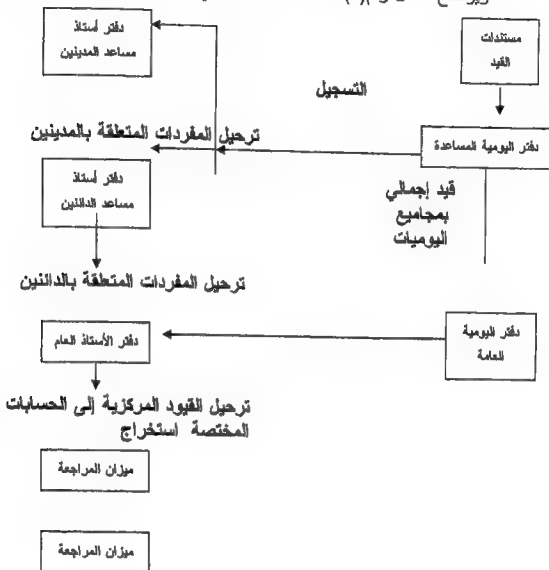 مستندات
القيد
دفتر أستاذ
مساعد المدينين
التسجيل
ترحيل المفردات المتعلقة بالمدينين
دفتر اليومية المساعدة
دفتر أستاذ
مساعد الدائنين
قيد إجمالي
بمجاميع
اليوميات
ترحيل المفردات المتعلقة بالدائنين
دفتر اليومية
العامة
دفتر الأستاذ العام
ترحيل القيود المركزية إلى الحسابات
المختصة استخراج
ميزان المراجعة
ميزان المراجعة